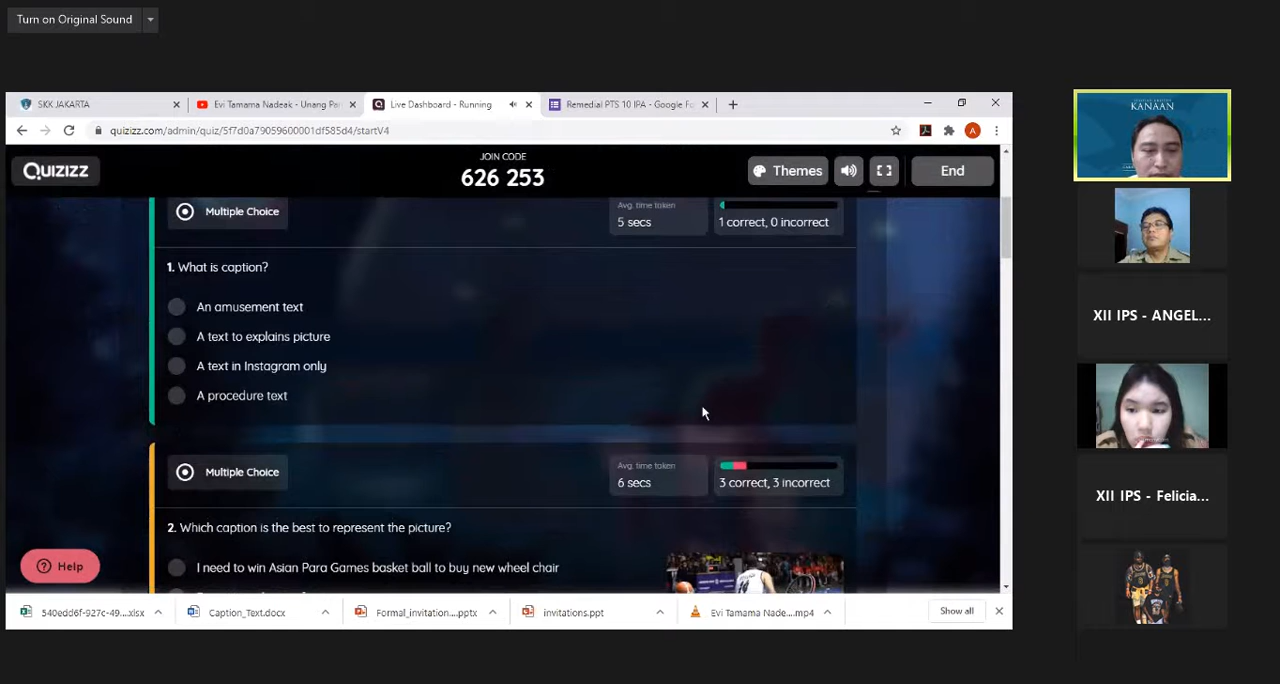 Turn on Original Sound
SKK JAKARTA
Evi Tamama Nadeak - Unang Par
Live Dashboard - Running
Remedial PTS 10 IPA - Google Fo
quizizz.com/admin/quiz/5f7d0a79059600001df585d4/startV4
A
Quizizz
JOIN CODE
626 253
Themes
End
Multiple Choice
Avg. time taken
5 secs
1 correct, 0 incorrect
1. What is caption?
An amusement text
A text to explains picture
A text in Instagram only
A procedure text
Multiple Choice
Avg. time taken
6 secs
3 correct, 3 incorrect
2. Which caption is the best to represent the picture?
I need to win Asian Para Games basket ball to buy new wheel chair
Help
540edd6f-927c-49....xlsx
Caption_Text.docx
Formal_invitation....pptx
invitations.ppt
Evi Tamama Nade....mp4
Show all
KANAAN
XII IPS - ANGEL...
XII IPS - Felicia...